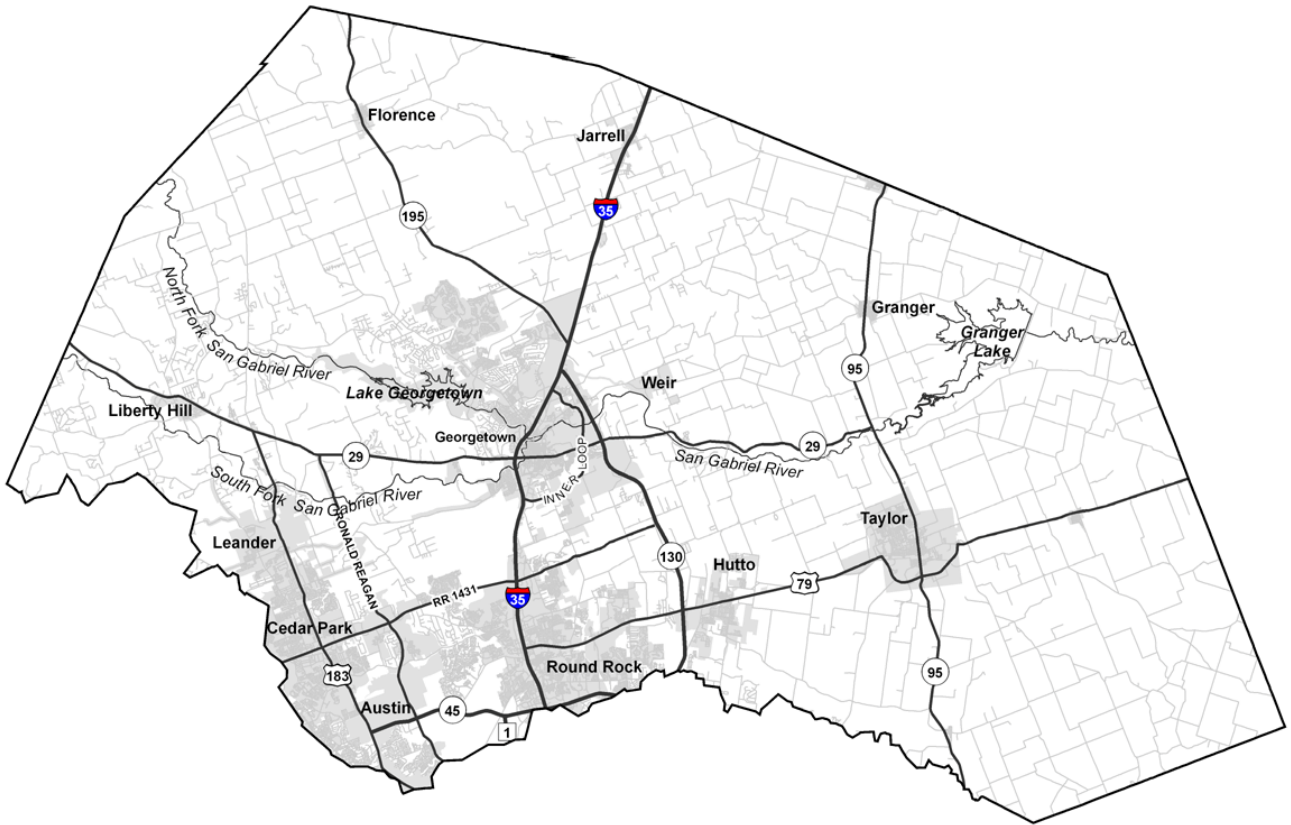 Florence
Jarrell
35
195
Granger
Granger
Lake
North Fork San Gabriel River
95
Weir
Lake Georgetown
Liberty Hill
Georgetown
29
29
INNER LOOP
San Gabriel River
South Fork San Gabriel River
Taylor
RONALD REAGAN
Leander
130
Hutto
79
RR 1431
35
Cedar Park
Round Rock
183
95
Austin
45
1